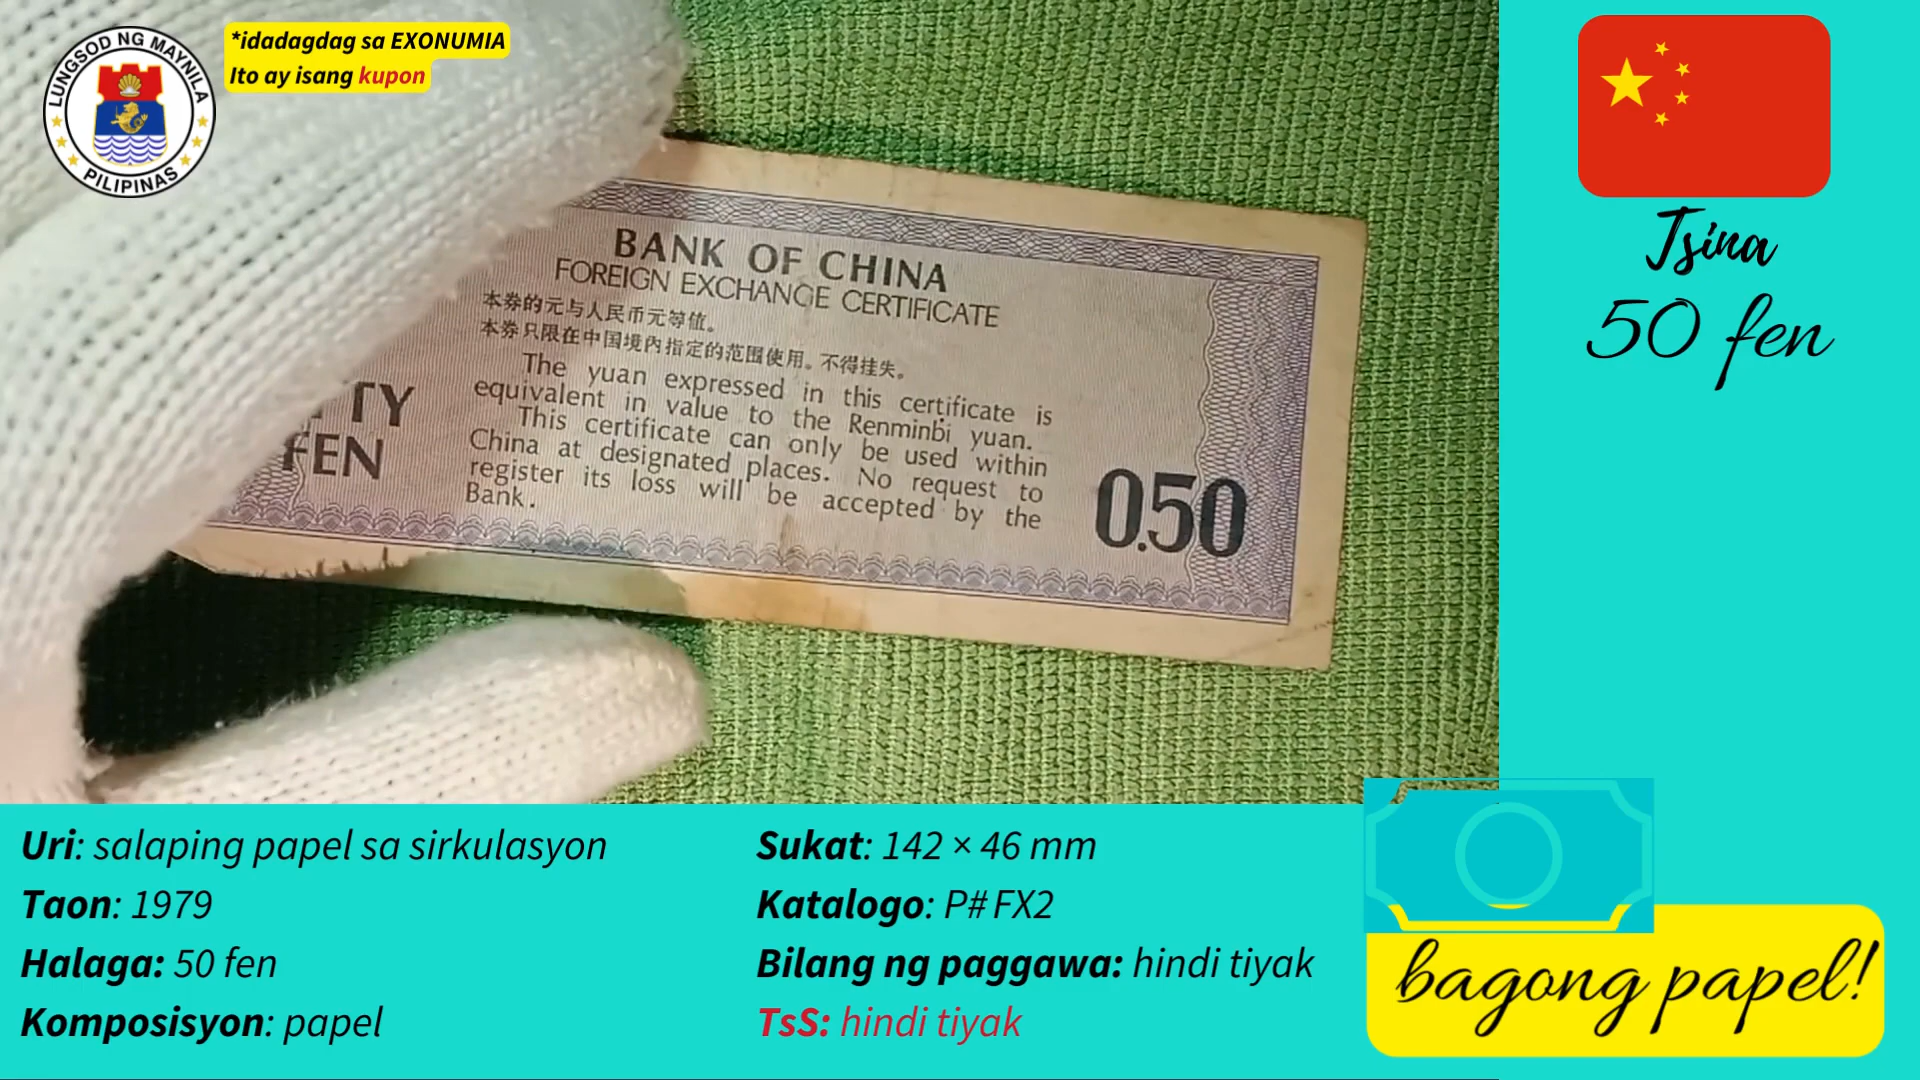 LUNGSOD NG MAYNILA
PILIPINAS
*idadagdag sa EXONUMIA
Ito ay isang kupon
BANK OF CHINA
FOREIGN EXCHANGE CERTIFICATE
本券的元与人民币元等值。
本券只限在中国境内指定的范围使用。不得挂失。
The yuan expressed in this certificate is
equivalent in value to the Renminbi yuan.
This certificate can only be used within
China at designated places. No request to
register its loss will be accepted by the
Bank.
TY
FEN
0.50
Tsina
50 fen
Uri: salaping papel sa sirkulasyon
Taon: 1979
Halaga: 50 fen
Komposisyon: papel
Sukat: 142 × 46 mm
Katalogo: P# FX2
Bilang ng paggawa: hindi tiyak
TsS: hindi tiyak
bagong papel!